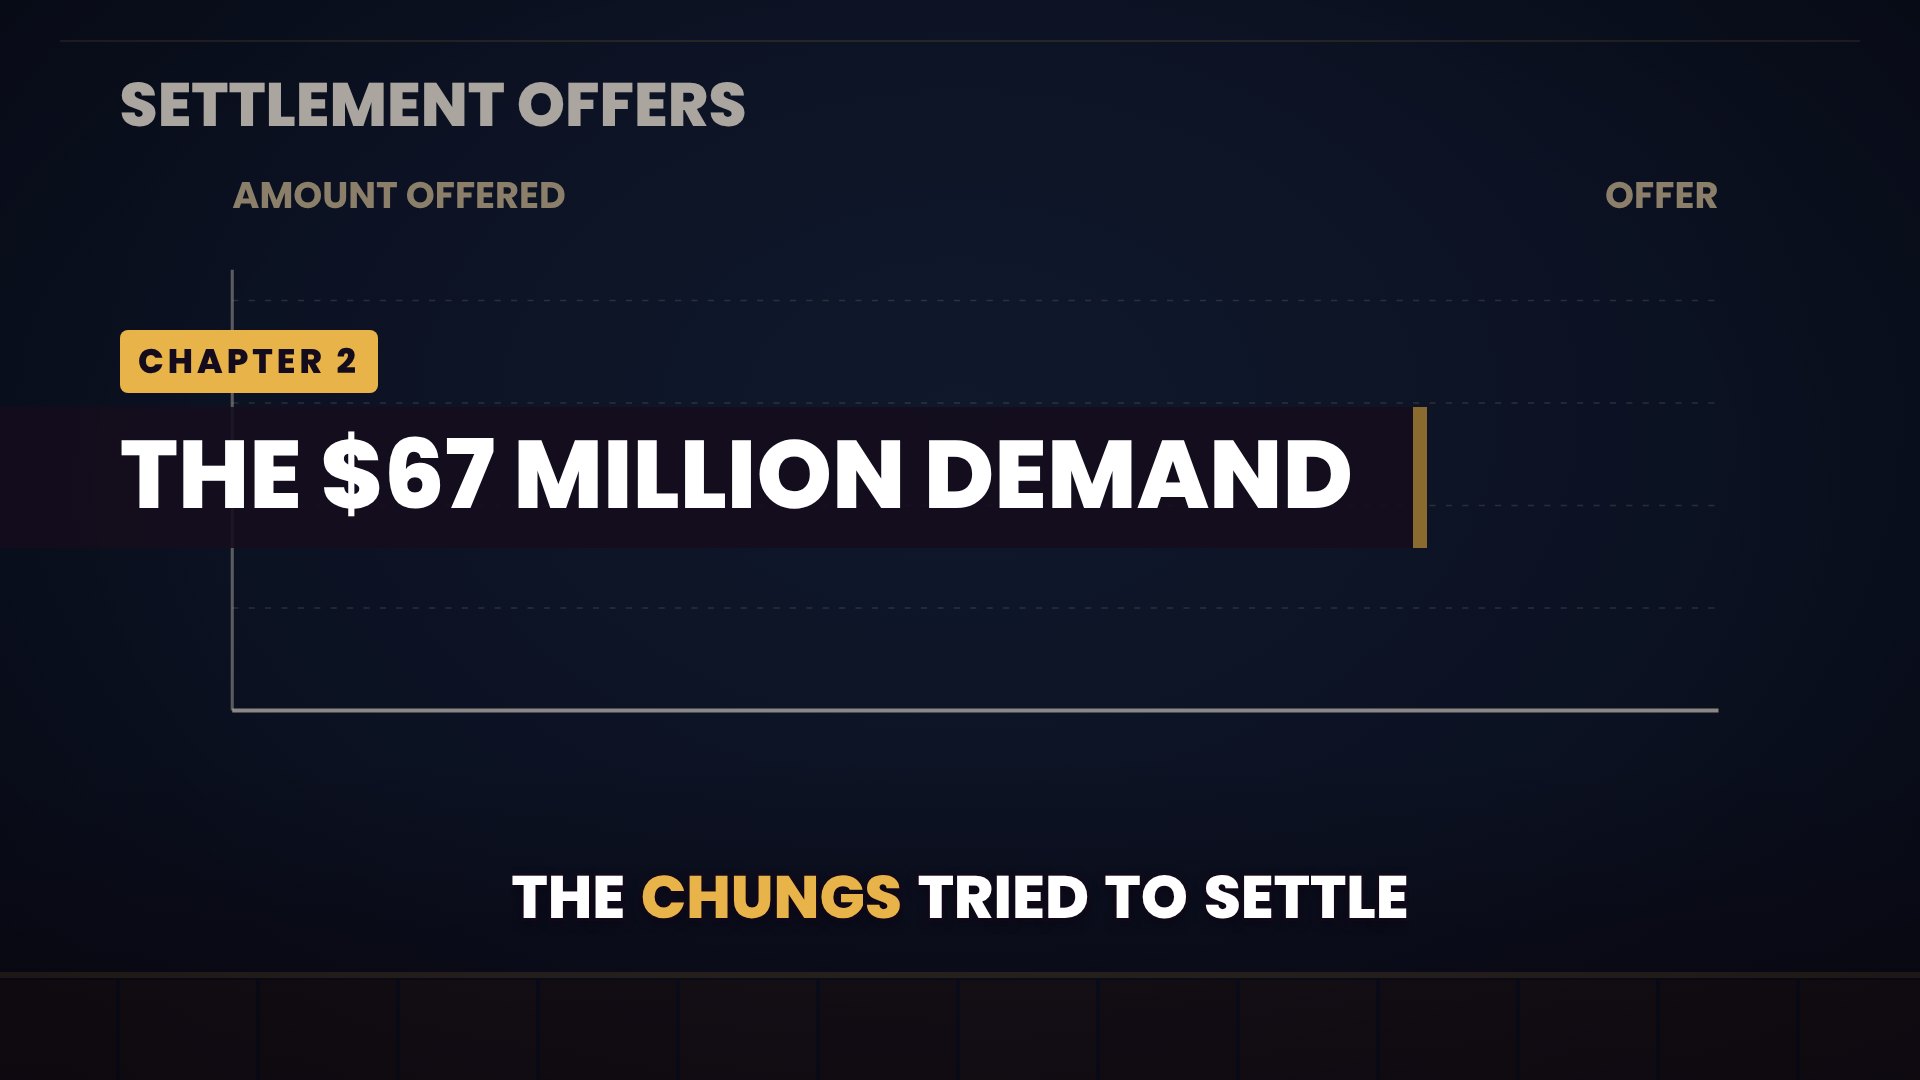 SETTLEMENT OFFERS
AMOUNT OFFERED
OFFER
CHAPTER 2
THE $67 MILLION DEMAND
THE CHUNGS TRIED TO SETTLE